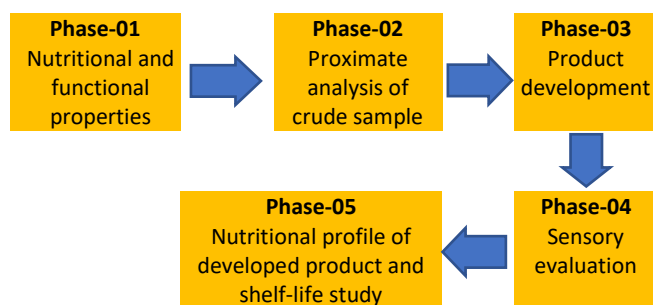 Phase-01
Nutritional and
functional
properties
Phase-02
Proximate
analysis of
crude sample
Phase-03
Product
development
Phase-04
Sensory
evaluation
Phase-05
Nutritional profile of
developed product and
shelf-life study